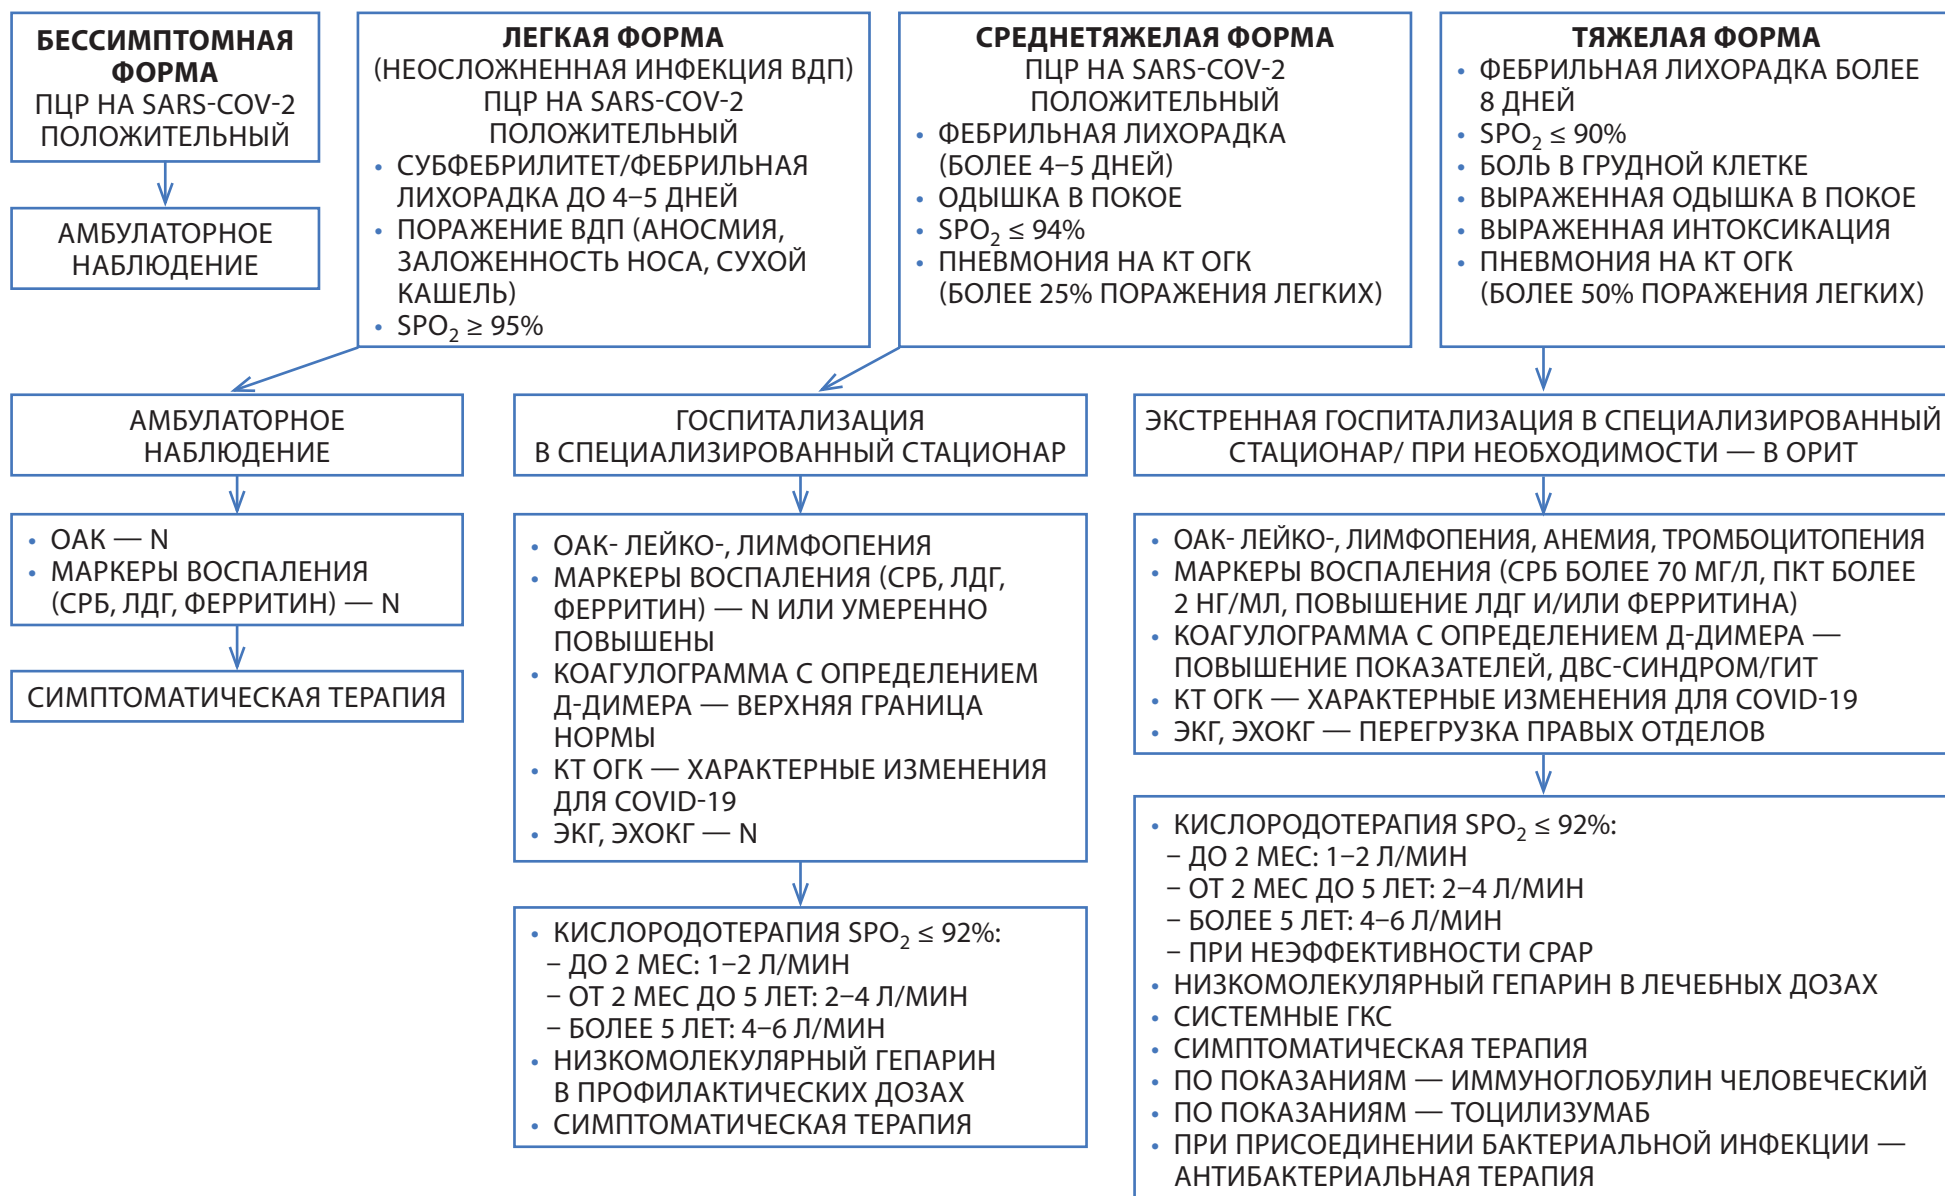 БЕССИМПТОМНАЯ
ФОРМА
ПЦР НА SARS-COV-2
ПОЛОЖИТЕЛЬНЫЙ
АМБУЛАТОРНОЕ
НАБЛЮДЕНИЕ
ЛЕГКАЯ ФОРМА
(НЕОСЛОЖНЕННАЯ ИНФЕКЦИЯ ВДП)
ПЦР НА SARS-COV-2
ПОЛОЖИТЕЛЬНЫЙ
• СУБФЕБРИЛИТЕТ/ФЕБРИЛЬНАЯ
ЛИХОРАДКА ДО 4–5 ДНЕЙ
• ПОРАЖЕНИЕ ВДП (АНОСМИЯ,
ЗАЛОЖЕННОСТЬ НОСА, СУХОЙ
КАШЕЛЬ)
• SPO₂ ≥ 95%
СРЕДНЕТЯЖЕЛАЯ ФОРМА
ПЦР НА SARS-COV-2
ПОЛОЖИТЕЛЬНЫЙ
• ФЕБРИЛЬНАЯ ЛИХОРАДКА
(БОЛЕЕ 4–5 ДНЕЙ)
• ОДЫШКА В ПОКОЕ
• SPO₂ ≤ 94%
• ПНЕВМОНИЯ НА КТ ОГК
(БОЛЕЕ 25% ПОРАЖЕНИЯ ЛЕГКИХ)
ТЯЖЕЛАЯ ФОРМА
• ФЕБРИЛЬНАЯ ЛИХОРАДКА БОЛЕЕ
8 ДНЕЙ
• SPO₂ ≤ 90%
• БОЛЬ В ГРУДНОЙ КЛЕТКЕ
• ВЫРАЖЕННАЯ ОДЫШКА В ПОКОЕ
• ВЫРАЖЕННАЯ ИНТОКСИКАЦИЯ
• ПНЕВМОНИЯ НА КТ ОГК
(БОЛЕЕ 50% ПОРАЖЕНИЯ ЛЕГКИХ)
АМБУЛАТОРНОЕ
НАБЛЮДЕНИЕ
• ОАК — N
• МАРКЕРЫ ВОСПАЛЕНИЯ
(СРБ, ЛДГ, ФЕРРИТИН) — N
СИМПТОМАТИЧЕСКАЯ ТЕРАПИЯ
ГОСПИТАЛИЗАЦИЯ
В СПЕЦИАЛИЗИРОВАННЫЙ СТАЦИОНАР
• ОАК- ЛЕЙКО-, ЛИМФОПЕНИЯ
• МАРКЕРЫ ВОСПАЛЕНИЯ (СРБ, ЛДГ,
ФЕРРИТИН) — N ИЛИ УМЕРЕННО
ПОВЫШЕНЫ
• КОАГУЛОГРАММА С ОПРЕДЕЛЕНИЕМ
Д-ДИМЕРА — ВЕРХНЯЯ ГРАНИЦА
НОРМЫ
• КТ ОГК — ХАРАКТЕРНЫЕ ИЗМЕНЕНИЯ
ДЛЯ COVID-19
• ЭКГ, ЭХОКГ — N
• КИСЛОРОДОТЕРАПИЯ SPO₂ ≤ 92%:
– ДО 2 МЕС: 1–2 Л/МИН
– ОТ 2 МЕС ДО 5 ЛЕТ: 2–4 Л/МИН
– БОЛЕЕ 5 ЛЕТ: 4–6 Л/МИН
• НИЗКОМОЛЕКУЛЯРНЫЙ ГЕПАРИН
В ПРОФИЛАКТИЧЕСКИХ ДОЗАХ
• СИМПТОМАТИЧЕСКАЯ ТЕРАПИЯ
ЭКСТРЕННАЯ ГОСПИТАЛИЗАЦИЯ В СПЕЦИАЛИЗИРОВАННЫЙ
СТАЦИОНАР/ ПРИ НЕОБХОДИМОСТИ — В ОРИТ
• ОАК- ЛЕЙКО-, ЛИМФОПЕНИЯ, АНЕМИЯ, ТРОМБОЦИТОПЕНИЯ
• МАРКЕРЫ ВОСПАЛЕНИЯ (СРБ БОЛЕЕ 70 МГ/Л, ПКТ БОЛЕЕ
2 НГ/МЛ, ПОВЫШЕНИЕ ЛДГ И/ИЛИ ФЕРРИТИНА)
• КОАГУЛОГРАММА С ОПРЕДЕЛЕНИЕМ Д-ДИМЕРА —
ПОВЫШЕНИЕ ПОКАЗАТЕЛЕЙ, ДВС-СИНДРОМ/ГИТ
• КТ ОГК — ХАРАКТЕРНЫЕ ИЗМЕНЕНИЯ ДЛЯ COVID-19
• ЭКГ, ЭХОКГ — ПЕРЕГРУЗКА ПРАВЫХ ОТДЕЛОВ
• КИСЛОРОДОТЕРАПИЯ SPO₂ ≤ 92%:
– ДО 2 МЕС: 1–2 Л/МИН
– ОТ 2 МЕС ДО 5 ЛЕТ: 2–4 Л/МИН
– БОЛЕЕ 5 ЛЕТ: 4–6 Л/МИН
– ПРИ НЕЭФФЕКТИВНОСТИ CPAP
• НИЗКОМОЛЕКУЛЯРНЫЙ ГЕПАРИН В ЛЕЧЕБНЫХ ДОЗАХ
• СИСТЕМНЫЕ ГКС
• СИМПТОМАТИЧЕСКАЯ ТЕРАПИЯ
• ПО ПОКАЗАНИЯМ — ИММУНОГЛОБУЛИН ЧЕЛОВЕЧЕСКИЙ
• ПО ПОКАЗАНИЯМ — ТОЦИЛИЗУМАБ
• ПРИ ПРИСОЕДИНЕНИИ БАКТЕРИАЛЬНОЙ ИНФЕКЦИИ —
АНТИБАКТЕРИАЛЬНАЯ ТЕРАПИЯ